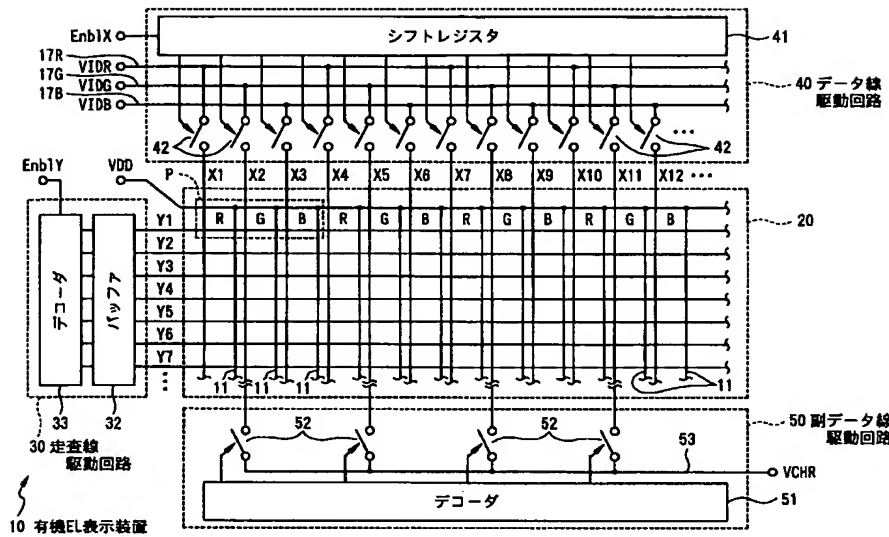 EnblX
シフトレジスタ
41
17R
VIDR
17G
VIDG
17B
VIDB
40 データ線
駆動回路
42
42
EnblY
VDD
P
X1 X2 X3 X4 X5 X6 X7 X8 X9 X10 X11 X12 ···
20
R G B R G B R G B R G B
Y1
Y2
Y3
Y4
Y5
Y6
Y7
デコーダ
バッファ
11 11 11
11
33
32
30 走査線
駆動回路
52
52
50 副データ線
駆動回路
53
VCHR
デコーダ
51
10 有機EL表示装置